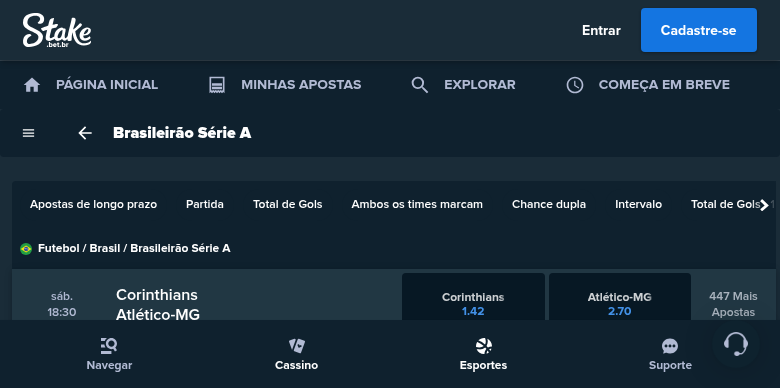 Stake
.bet.br
Entrar
Cadastre-se
PÁGINA INICIAL
MINHAS APOSTAS
EXPLORAR
COMEÇA EM BREVE
Brasileirão Série A
Apostas de longo prazo
Partida
Total de Gols
Ambos os times marcam
Chance dupla
Intervalo
Total de Gols
Futebol / Brasil / Brasileirão Série A
sáb.
18:30
Corinthians
Atlético-MG
Corinthians
1.42
Atlético-MG
2.70
447 Mais
Apostas
Navegar
Cassino
Esportes
Suporte